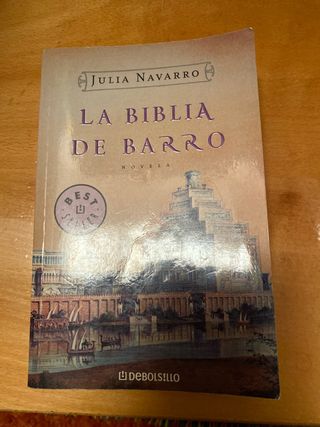 JULIA NAVARRO
LA BIBLIA
DE BARRO
NOVELA
BEST
SELLER
DEBOLSILLO